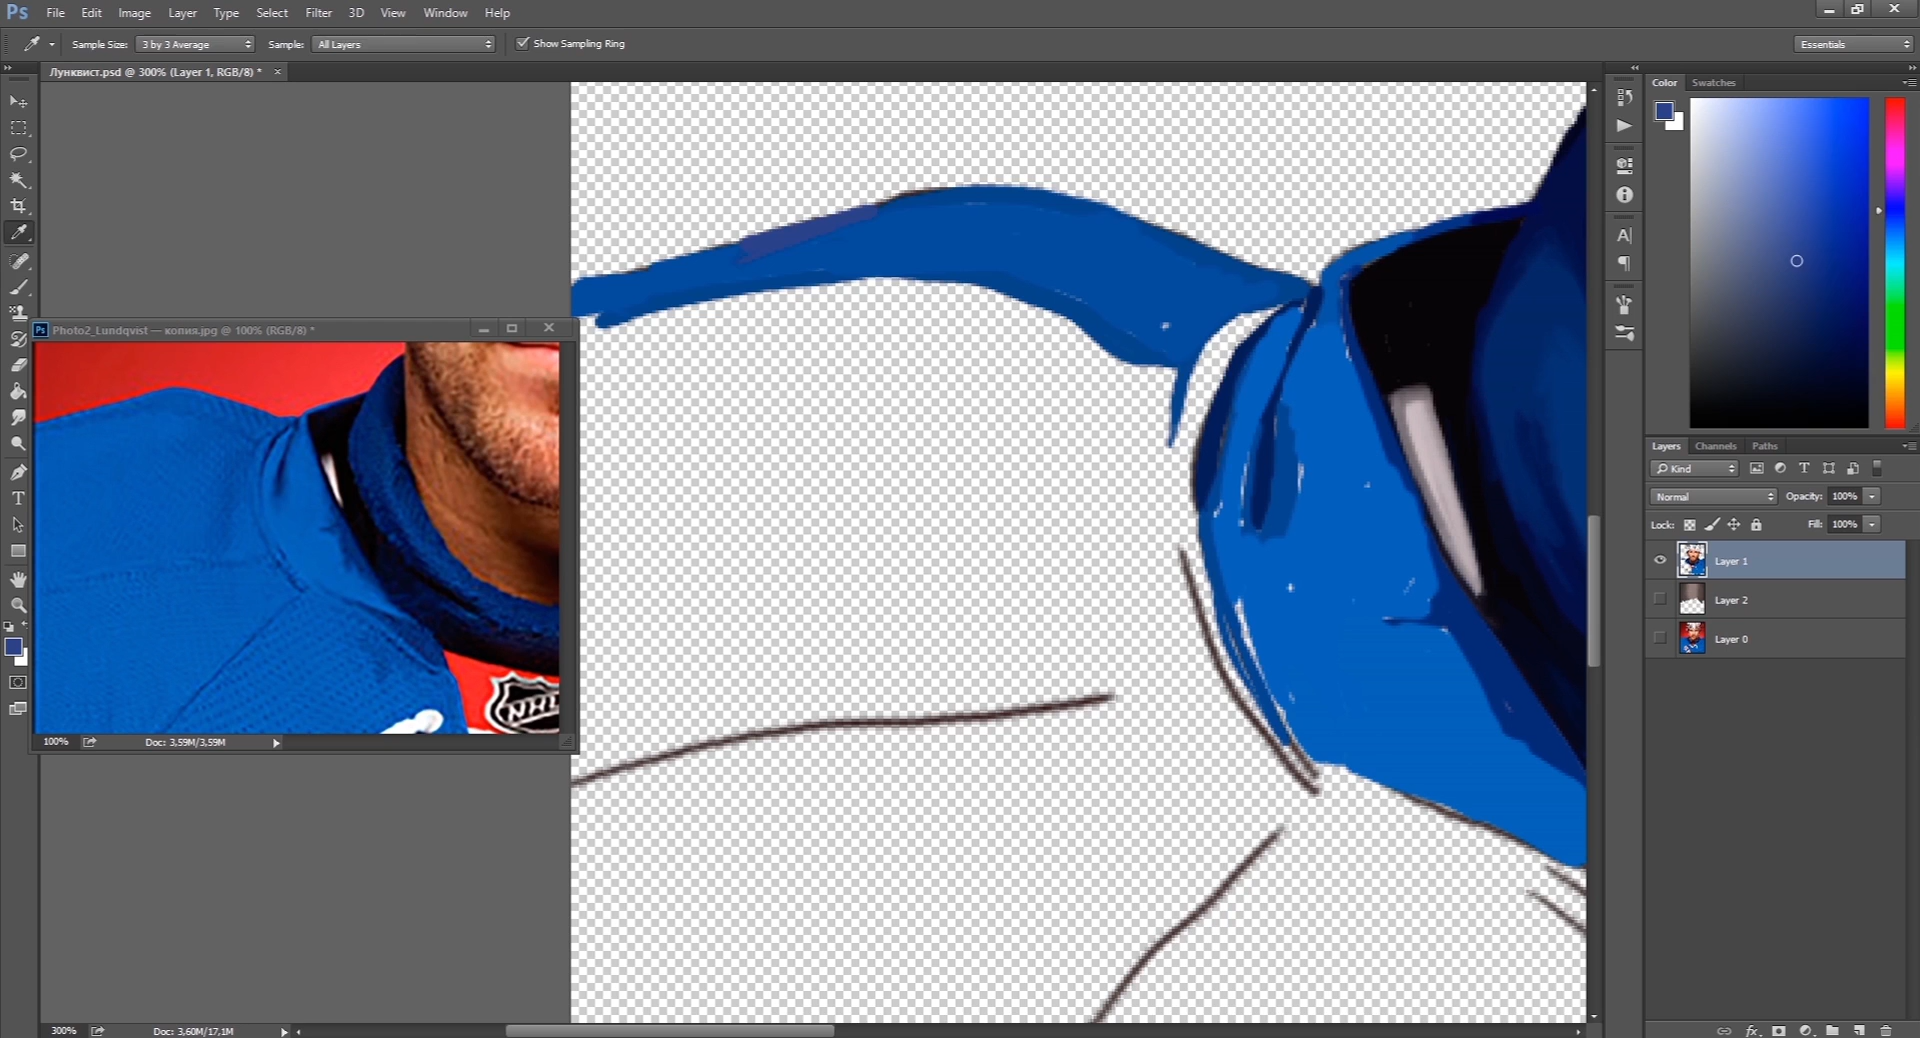 Ps File Edit Image Layer Type Select Filter 3D View Window Help
Sample Size: 3 by 3 Average Sample: All Layers Show Sampling Ring Essentials
Лунквист.psd @ 300% (Layer 1, RGB/8) *
Color Swatches
Ps Photo2_Lundqvist — копия.jpg @ 100% (RGB/8) *
NHL
100% Doc: 3,59M/3,59M
Layers Channels Paths
Kind
Normal Opacity: 100%
Lock: Fill: 100%
Layer 1
Layer 2
Layer 0
300% Doc: 3,60M/17,1M
fx